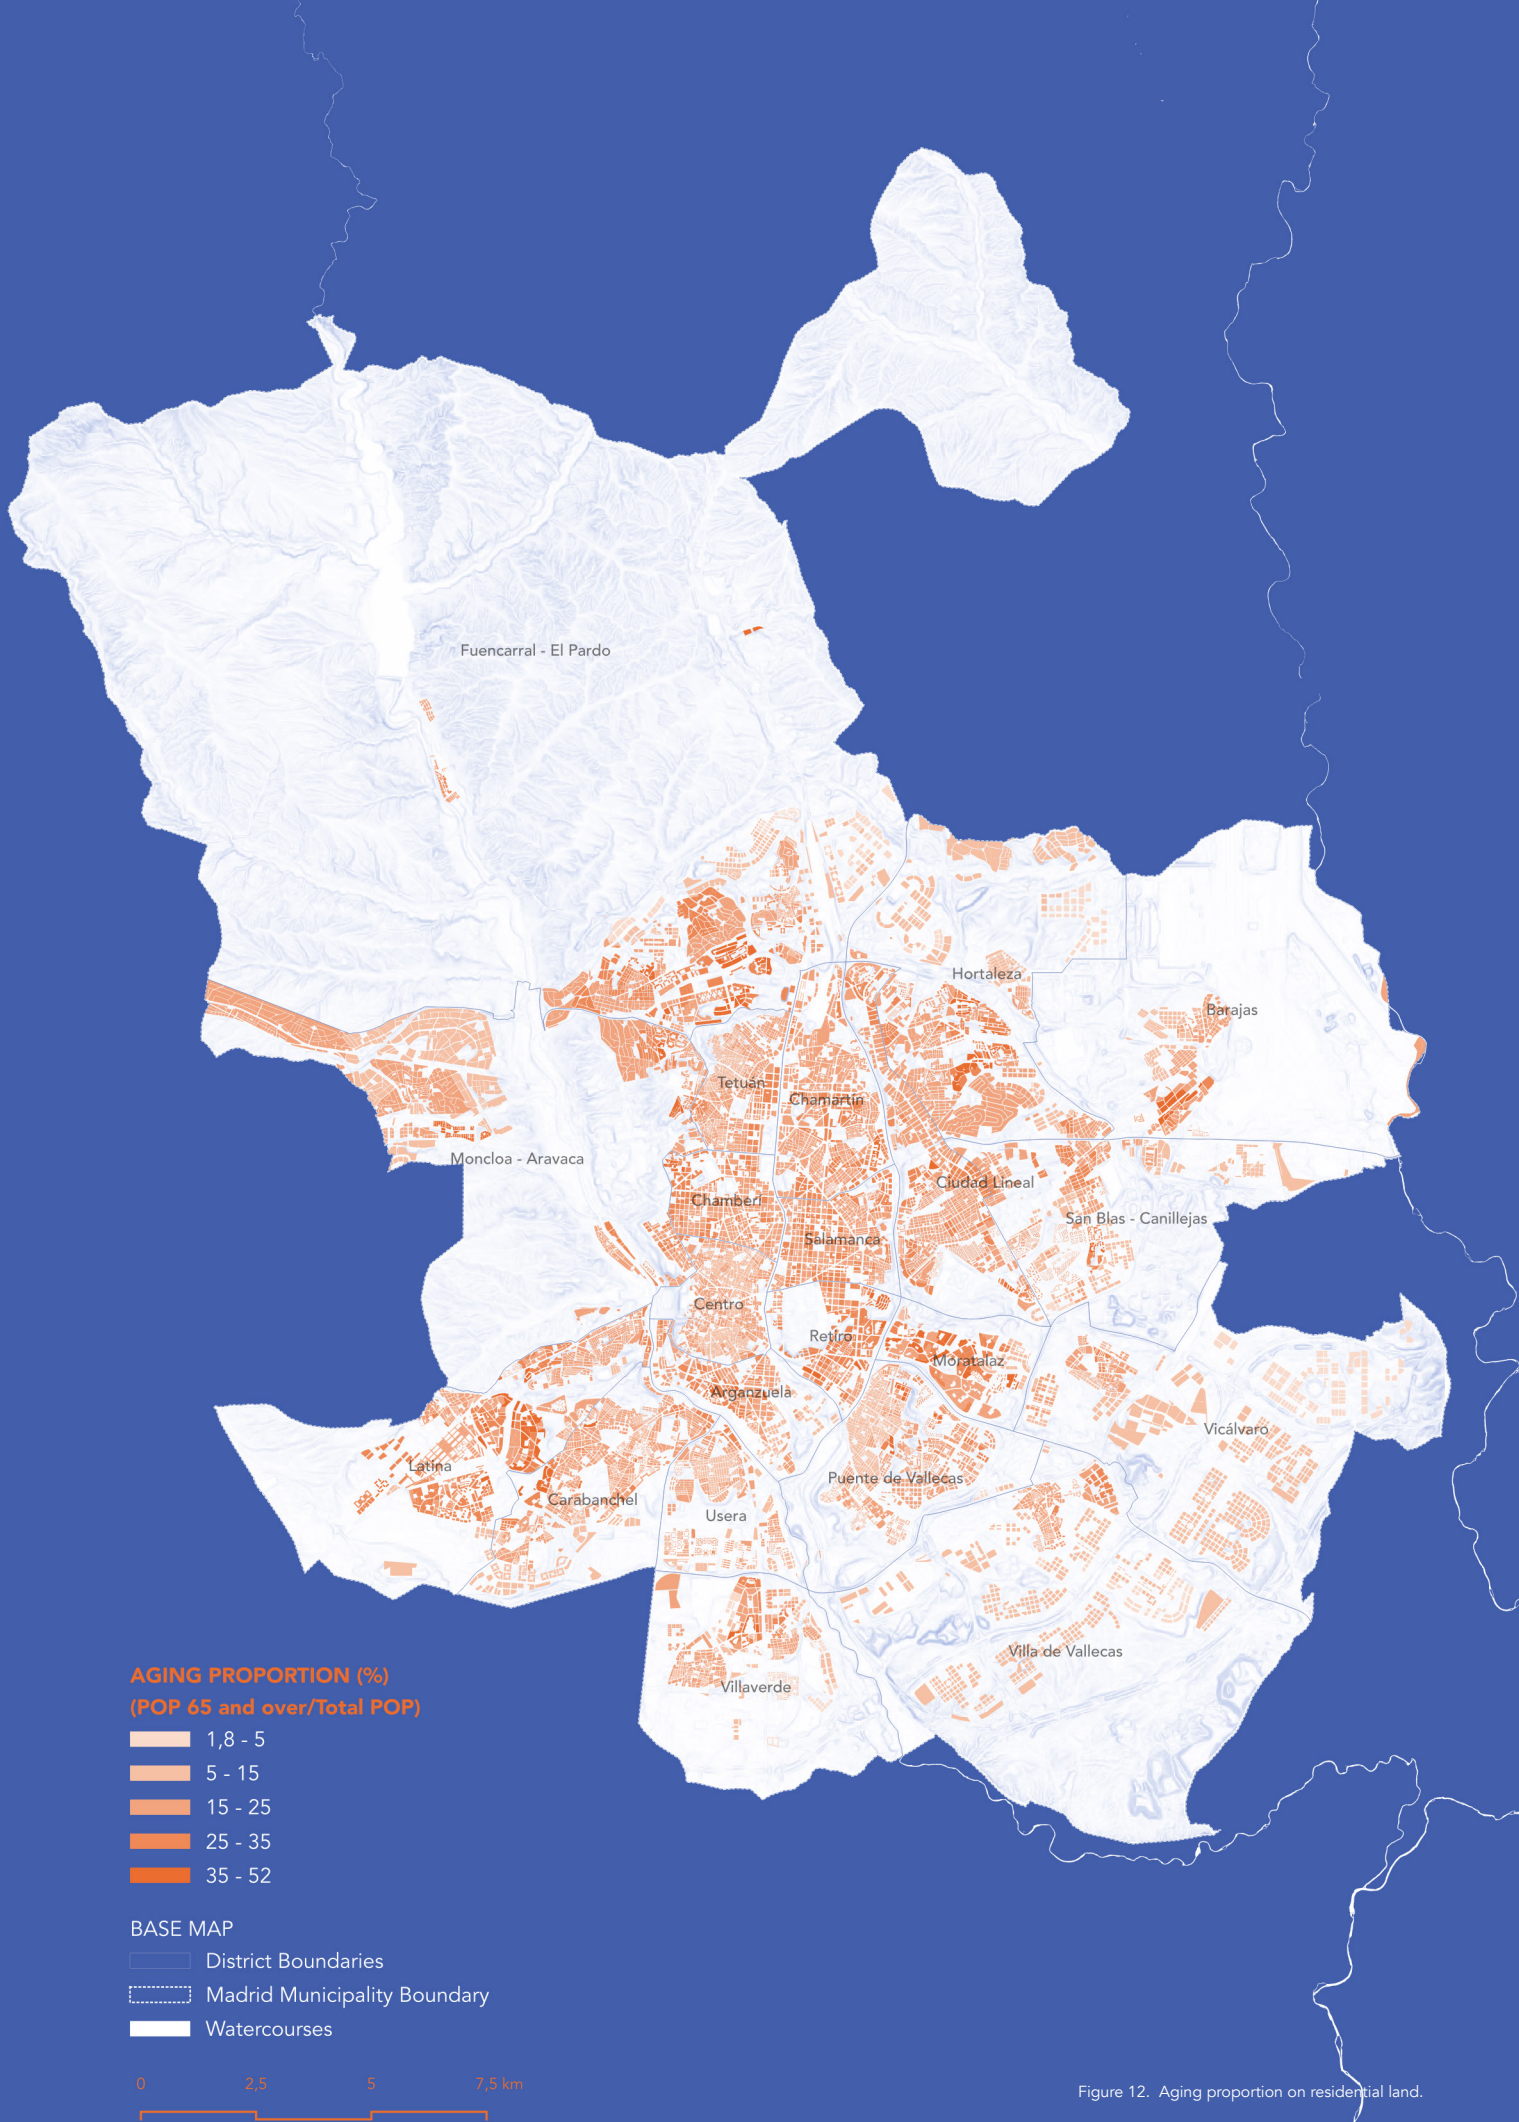 Fuencarral - El Pardo
Hortaleza
Barajas
Tetuán
Chamartín
Moncloa - Aravaca
Ciudad Lineal
Chamberí
San Blas - Canillejas
Salamanca
Centro
Retiro
Moratalaz
Arganzuela
Vicálvaro
Latina
Puente de Vallecas
Carabanchel
Usera
Villa de Vallecas
Villaverde
AGING PROPORTION (%)
(POP 65 and over/Total POP)
1,8 - 5
5 - 15
15 - 25
25 - 35
35 - 52
BASE MAP
District Boundaries
Madrid Municipality Boundary
Watercourses
0 2,5 5 7,5 km
Figure 12. Aging proportion on residential land.